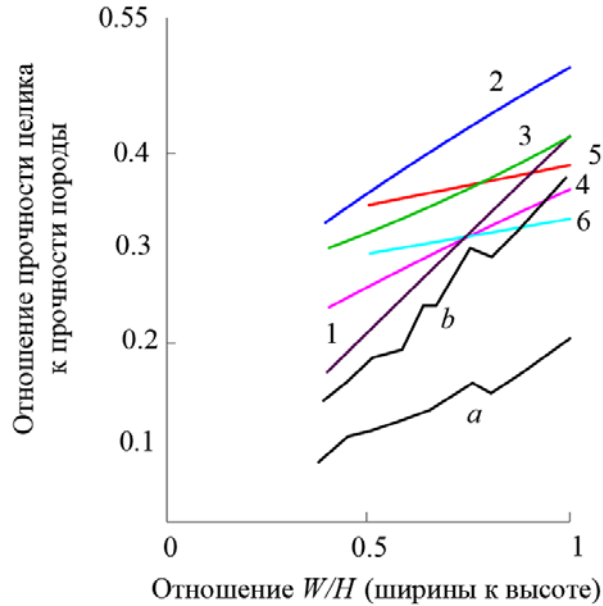 0.55
Отношение прочности целика
к прочности породы
2
3
0.4
5
4
0.3
6
1
b
0.2
a
0.1
0
0.5
1
Отношение W/H (ширины к высоте)